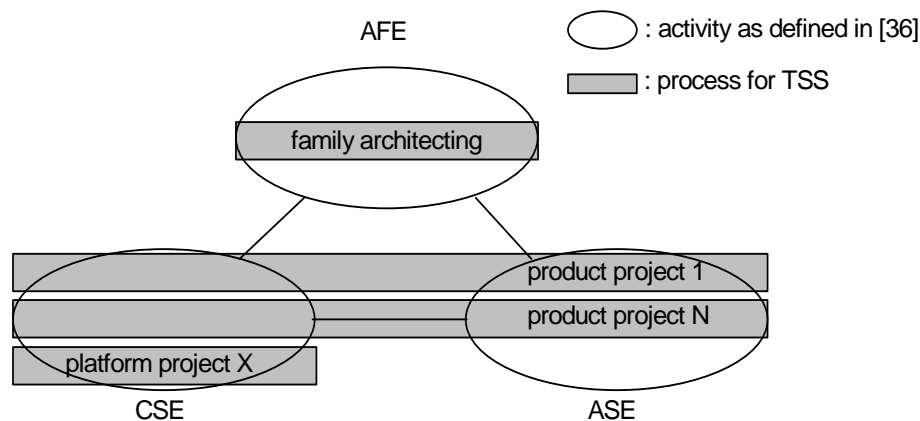 AFE
: activity as defined in [36]
: process for TSS
family architecting
product project 1
product project N
platform project X
CSE
ASE